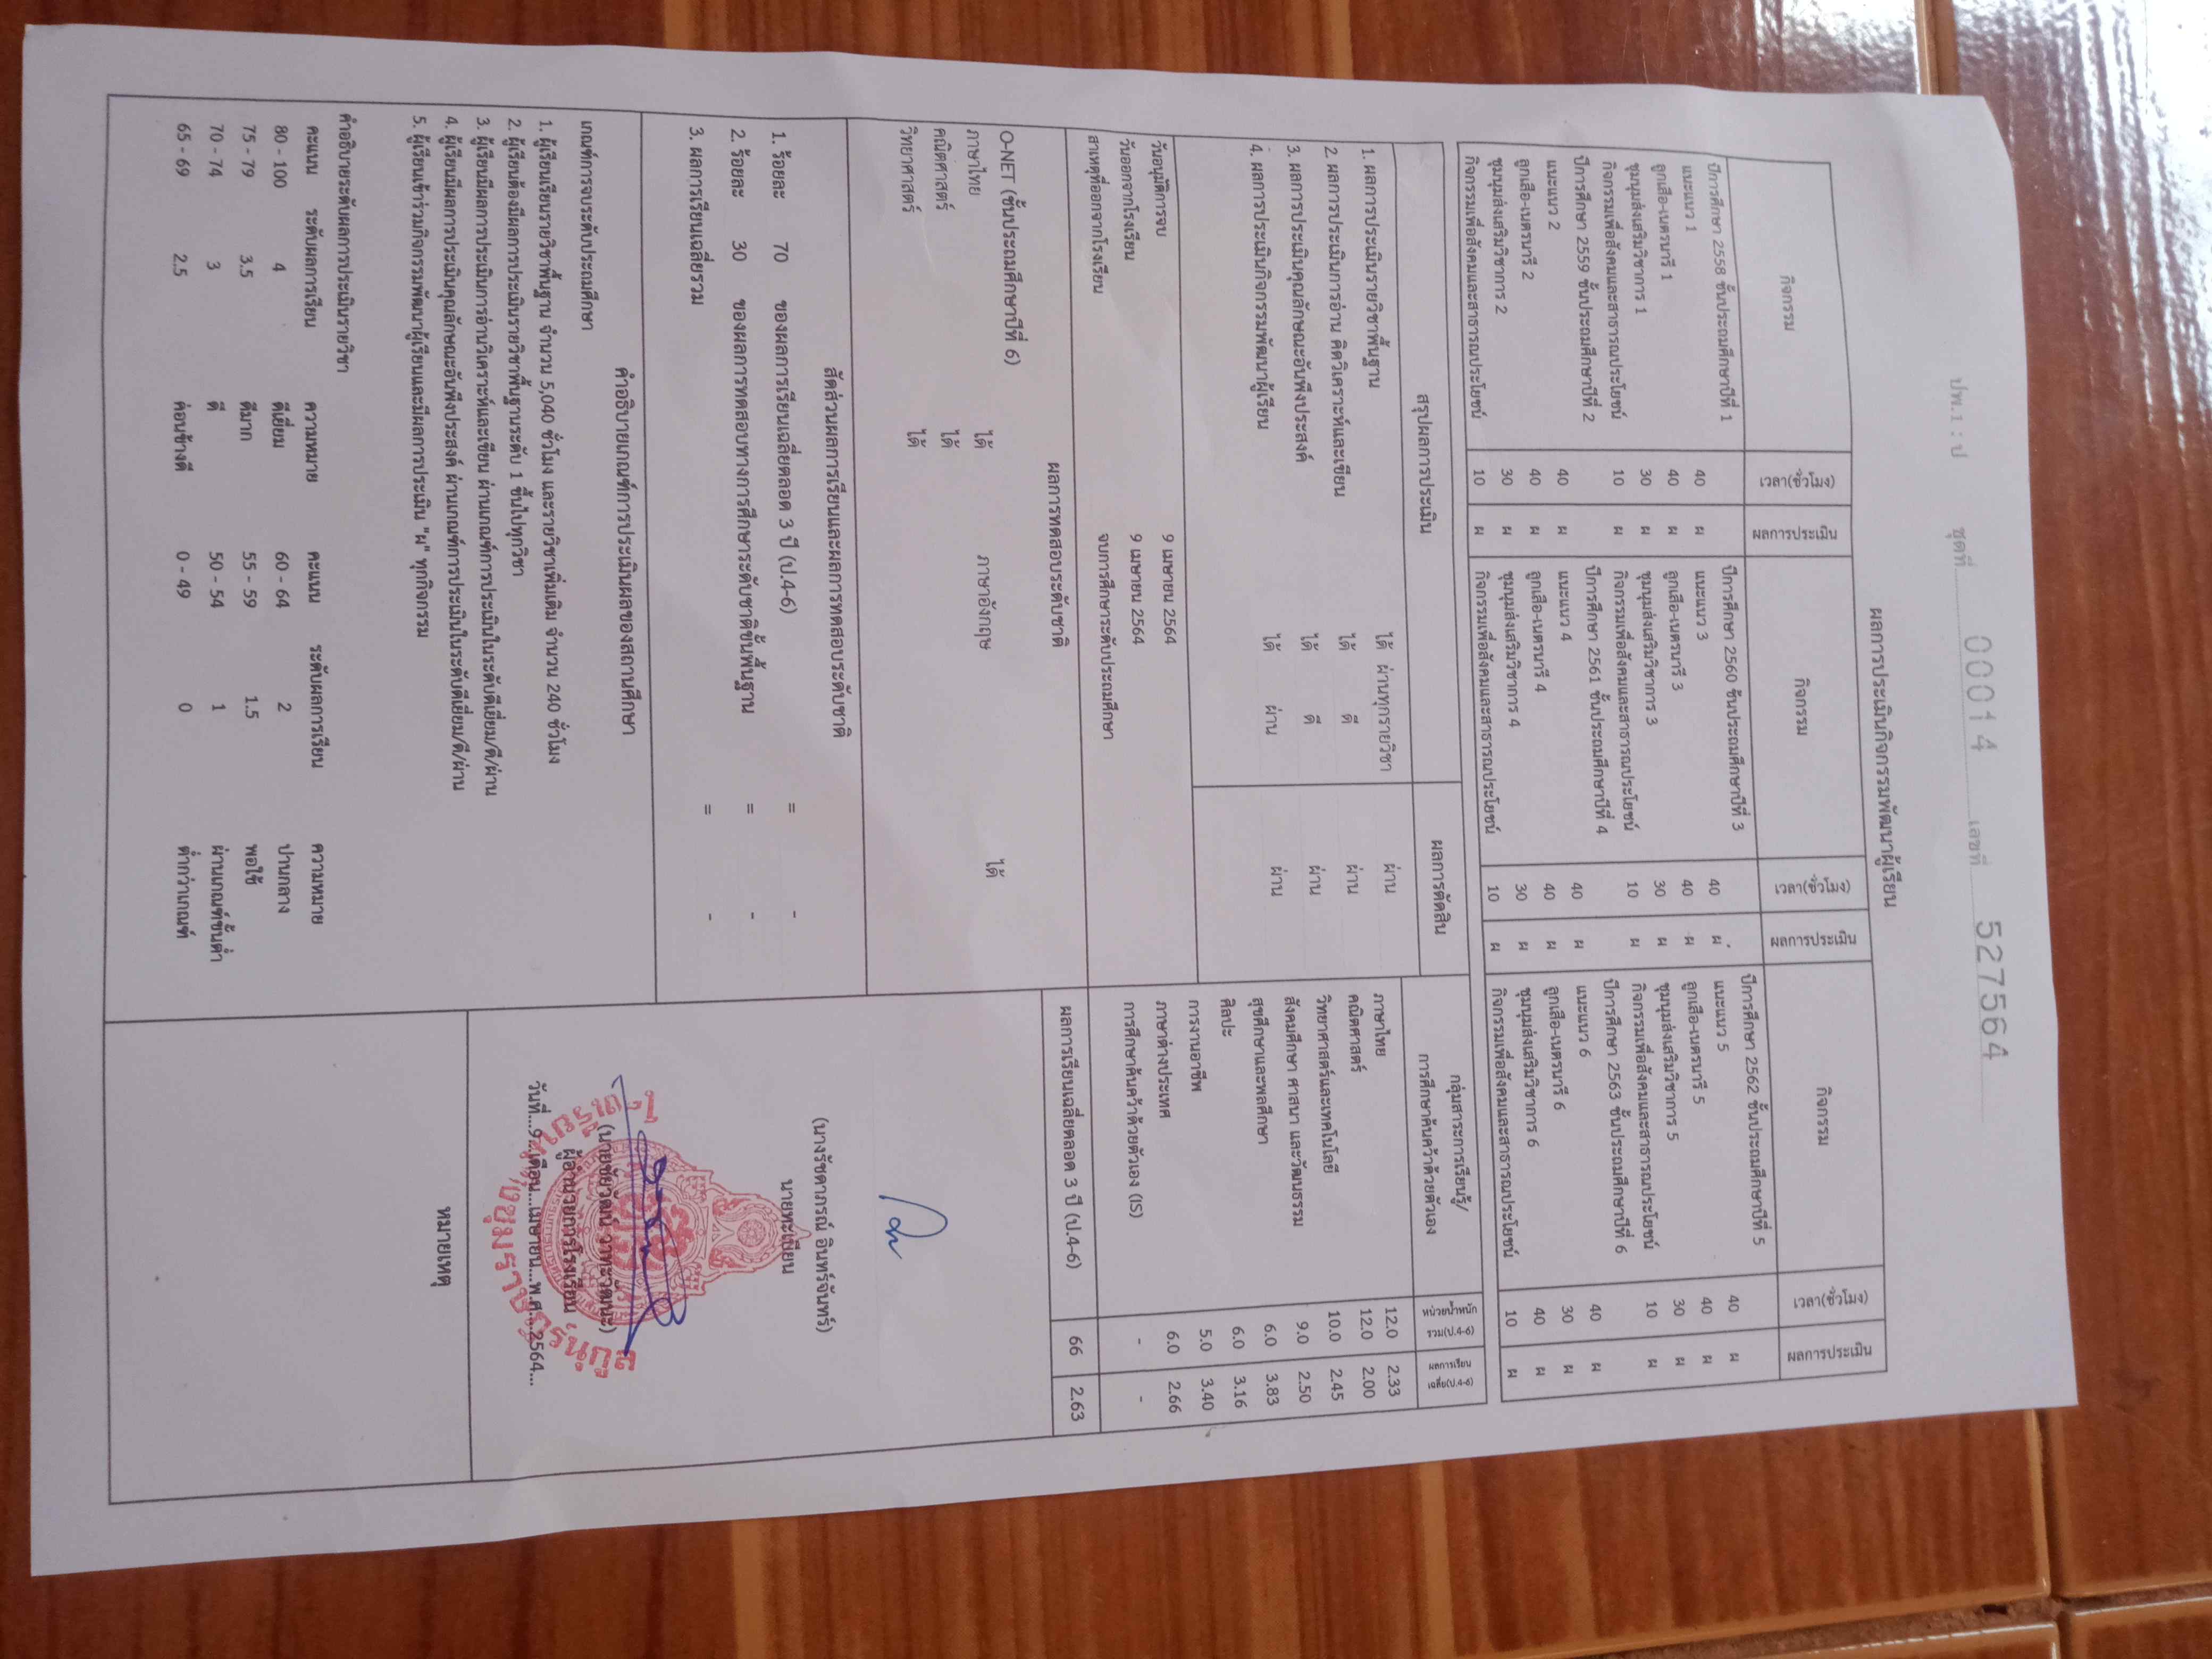 ปพ.1 : ป ชุดที่ 00014 เลขที่ 527564
ผลการประเมินกิจกรรมพัฒนาผู้เรียน
กิจกรรม เวลา(ชั่วโมง) ผลการประเมิน กิจกรรม เวลา(ชั่วโมง) ผลการประเมิน กิจกรรม เวลา(ชั่วโมง) ผลการประเมิน
ปีการศึกษา 2558 ชั้นประถมศึกษาปีที่ 1 ปีการศึกษา 2560 ชั้นประถมศึกษาปีที่ 3 ปีการศึกษา 2562 ชั้นประถมศึกษาปีที่ 5
แนะแนว 1 40 ผ แนะแนว 3 40 ผ แนะแนว 5 40 ผ
ลูกเสือ-เนตรนารี 1 40 ผ ลูกเสือ-เนตรนารี 3 40 ผ ลูกเสือ-เนตรนารี 5 40 ผ
ชุมนุมส่งเสริมวิชาการ 1 30 ผ ชุมนุมส่งเสริมวิชาการ 3 30 ผ ชุมนุมส่งเสริมวิชาการ 5 30 ผ
กิจกรรมเพื่อสังคมและสาธารณประโยชน์ 10 ผ กิจกรรมเพื่อสังคมและสาธารณประโยชน์ 10 ผ กิจกรรมเพื่อสังคมและสาธารณประโยชน์ 10 ผ
ปีการศึกษา 2559 ชั้นประถมศึกษาปีที่ 2 ปีการศึกษา 2561 ชั้นประถมศึกษาปีที่ 4 ปีการศึกษา 2563 ชั้นประถมศึกษาปีที่ 6
แนะแนว 2 40 ผ แนะแนว 4 40 ผ แนะแนว 6 40 ผ
ลูกเสือ-เนตรนารี 2 40 ผ ลูกเสือ-เนตรนารี 4 40 ผ ลูกเสือ-เนตรนารี 6 30 ผ
ชุมนุมส่งเสริมวิชาการ 2 30 ผ ชุมนุมส่งเสริมวิชาการ 4 30 ผ ชุมนุมส่งเสริมวิชาการ 6 40 ผ
กิจกรรมเพื่อสังคมและสาธารณประโยชน์ 10 ผ กิจกรรมเพื่อสังคมและสาธารณประโยชน์ 10 ผ กิจกรรมเพื่อสังคมและสาธารณประโยชน์ 10 ผ
สรุปผลการประเมิน ผลการตัดสิน
1. ผลการประเมินรายวิชาพื้นฐาน ได้ ผ่านทุกรายวิชา ผ่าน
2. ผลการประเมินการอ่าน คิดวิเคราะห์และเขียน ได้ ดี ผ่าน
3. ผลการประเมินคุณลักษณะอันพึงประสงค์ ได้ ดี ผ่าน
4. ผลการประเมินกิจกรรมพัฒนาผู้เรียน ได้ ผ่าน ผ่าน
วันอนุมัติการจบ 9 เมษายน 2564
วันออกจากโรงเรียน 9 เมษายน 2564
สาเหตุที่ออกจากโรงเรียน จบการศึกษาระดับประถมศึกษา
ผลการทดสอบระดับชาติ
O-NET (ชั้นประถมศึกษาปีที่ 6)
ภาษาไทย ได้ ภาษาอังกฤษ ได้
คณิตศาสตร์ ได้
วิทยาศาสตร์ ได้
สัดส่วนผลการเรียนและผลการทดสอบระดับชาติ
1. ร้อยละ 70 ของผลการเรียนเฉลี่ยตลอด 3 ปี (ป.4-6) = -
2. ร้อยละ 30 ของผลการทดสอบทางการศึกษาระดับชาติขั้นพื้นฐาน = -
3. ผลการเรียนเฉลี่ยรวม = -
คำอธิบายเกณฑ์การประเมินผลของสถานศึกษา
เกณฑ์การจบระดับประถมศึกษา
1. ผู้เรียนเรียนรายวิชาพื้นฐาน จำนวน 5,040 ชั่วโมง และรายวิชาเพิ่มเติม จำนวน 240 ชั่วโมง
2. ผู้เรียนต้องมีผลการประเมินรายวิชาพื้นฐานระดับ 1 ขึ้นไปทุกวิชา
3. ผู้เรียนมีผลการประเมินการอ่านวิเคราะห์และเขียน ผ่านเกณฑ์การประเมินในระดับดีเยี่ยม/ดี/ผ่าน
4. ผู้เรียนมีผลการประเมินคุณลักษณะอันพึงประสงค์ ผ่านเกณฑ์การประเมินในระดับดีเยี่ยม/ดี/ผ่าน
5. ผู้เรียนเข้าร่วมกิจกรรมพัฒนาผู้เรียนและมีผลการประเมิน "ผ" ทุกกิจกรรม
คำอธิบายระดับผลการประเมินรายวิชา
คะแนน ระดับผลการเรียน ความหมาย คะแนน ระดับผลการเรียน ความหมาย
80 - 100 4 ดีเยี่ยม 60 - 64 2 ปานกลาง
75 - 79 3.5 ดีมาก 55 - 59 1.5 พอใช้
70 - 74 3 ดี 50 - 54 1 ผ่านเกณฑ์ขั้นต่ำ
65 - 69 2.5 ค่อนข้างดี 0 - 49 0 ต่ำกว่าเกณฑ์
กลุ่มสาระการเรียนรู้/ หน่วยน้ำหนัก ผลการเรียน
การศึกษาค้นคว้าด้วยตัวเอง รวม(ป.4-6) เฉลี่ย(ป.4-6)
ภาษาไทย 12.0 2.33
คณิตศาสตร์ 12.0 2.00
วิทยาศาสตร์และเทคโนโลยี 10.0 2.45
สังคมศึกษา ศาสนา และวัฒนธรรม 9.0 2.50
สุขศึกษาและพลศึกษา 6.0 3.83
ศิลปะ 6.0 3.16
การงานอาชีพ 5.0 3.40
ภาษาต่างประเทศ 6.0 2.66
การศึกษาค้นคว้าด้วยตัวเอง (IS) - -
ผลการเรียนเฉลี่ยตลอด 3 ปี (ป.4-6) 66 2.63
(นางรัชดาภรณ์ อินทร์จันทร์)
นายทะเบียน
(นายชัยวัฒน์ วาทะวัฒนะ)
ผู้อำนวยการโรงเรียน
วันที่...9...เดือน...เมษายน...พ.ศ...2564...
หมายเหตุ